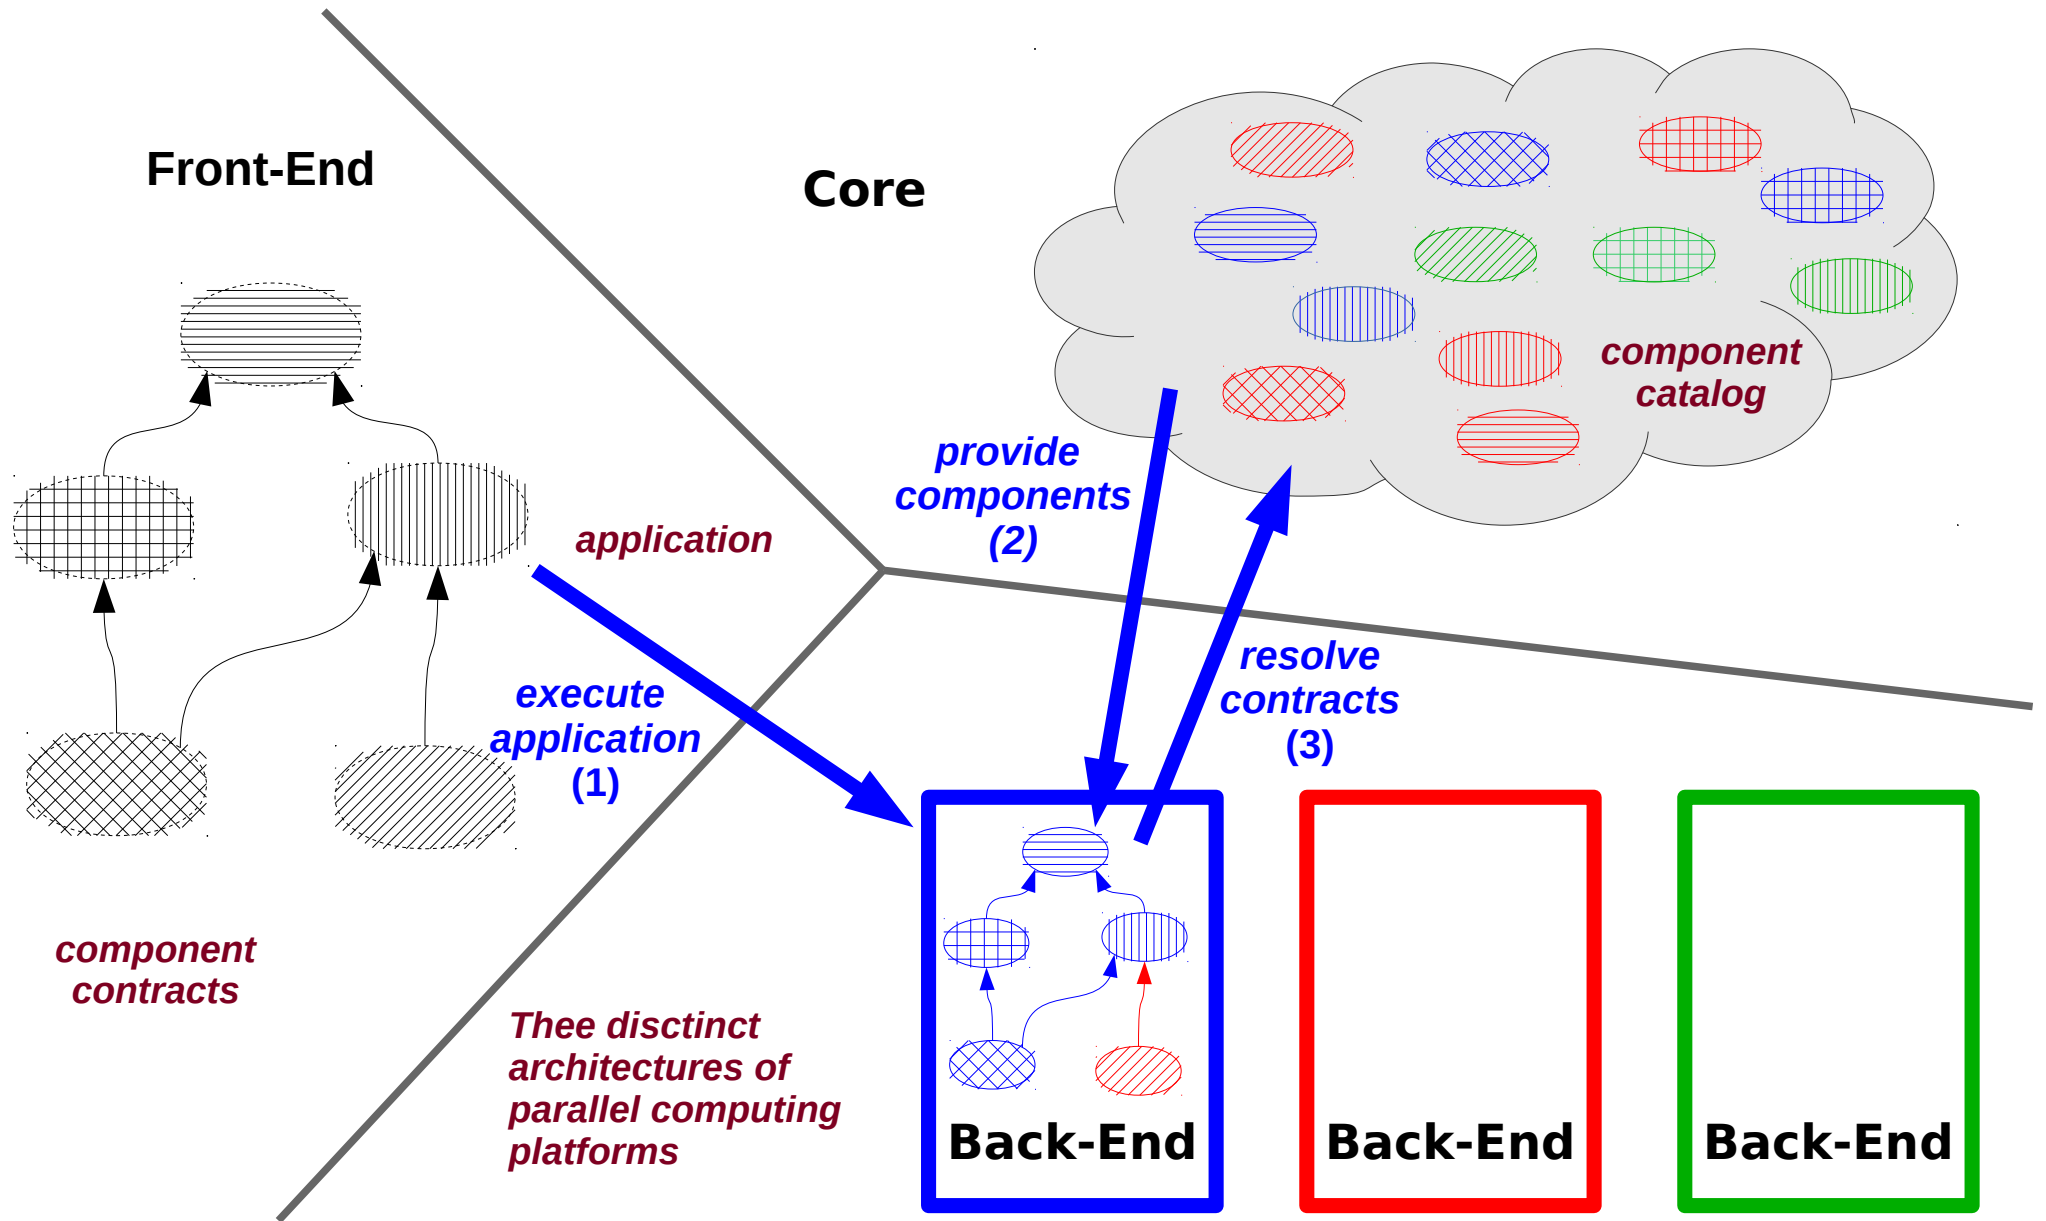 Front-End
Core
component
catalog
provide
components
(2)
application
resolve
contracts
(3)
execute
application
(1)
component
contracts
Thee disctinct
architectures of
parallel computing
platforms
Back-End
Back-End
Back-End